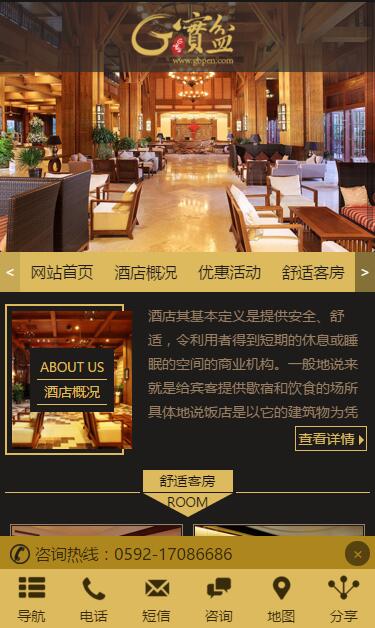 G 寶盆
www.gbpen.com
< 网站首页 酒店概况 优惠活动 舒适客房 >
ABOUT US
酒店概况
酒店其基本定义是提供安全、舒
适，令利用者得到短期的休息或睡
眠的空间的商业机构。一般地说来
就是给宾客提供歇宿和饮食的场所
具体地说饭店是以它的建筑物为凭
查看详情
舒适客房
ROOM
咨询热线：0592-17086686 ×
导航 电话 短信 咨询 地图 分享